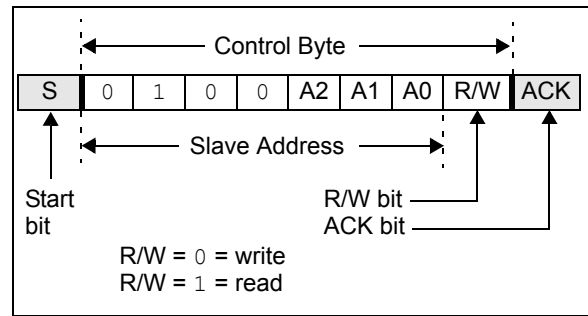 Control Byte
S 0 1 0 0 A2 A1 A0 R/W ACK
Slave Address
Start
bit
R/W bit
ACK bit
R/W = 0 = write
R/W = 1 = read